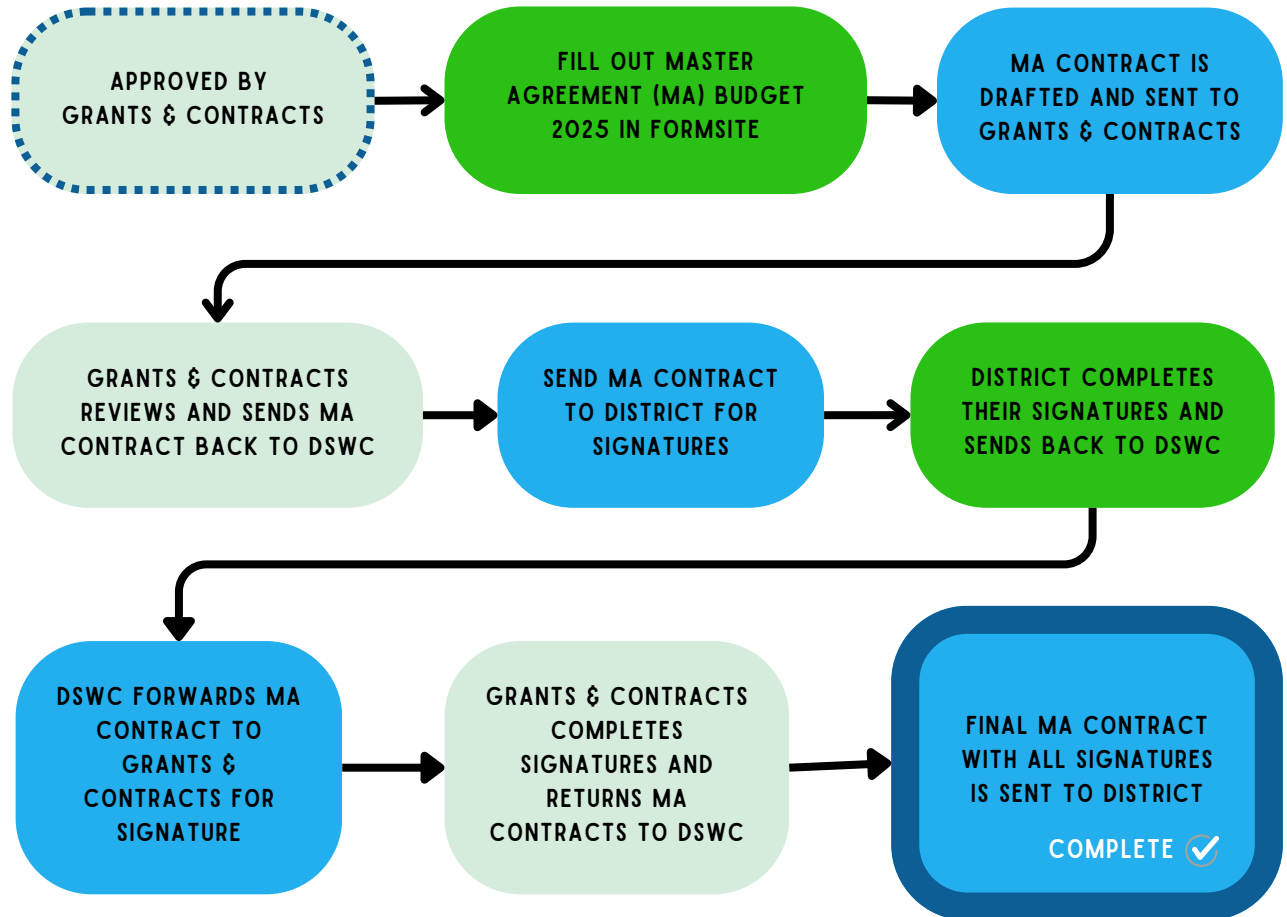 APPROVED BY
GRANTS & CONTRACTS
FILL OUT MASTER
AGREEMENT (MA) BUDGET
2025 IN FORMSITE
MA CONTRACT IS
DRAFTED AND SENT TO
GRANTS & CONTRACTS
GRANTS & CONTRACTS
REVIEWS AND SENDS MA
CONTRACT BACK TO DSWC
SEND MA CONTRACT
TO DISTRICT FOR
SIGNATURES
DISTRICT COMPLETES
THEIR SIGNATURES AND
SENDS BACK TO DSWC
DSWC FORWARDS MA
CONTRACT TO
GRANTS &
CONTRACTS FOR
SIGNATURE
GRANTS & CONTRACTS
COMPLETES
SIGNATURES AND
RETURNS MA
CONTRACTS TO DSWC
FINAL MA CONTRACT
WITH ALL SIGNATURES
IS SENT TO DISTRICT
COMPLETE